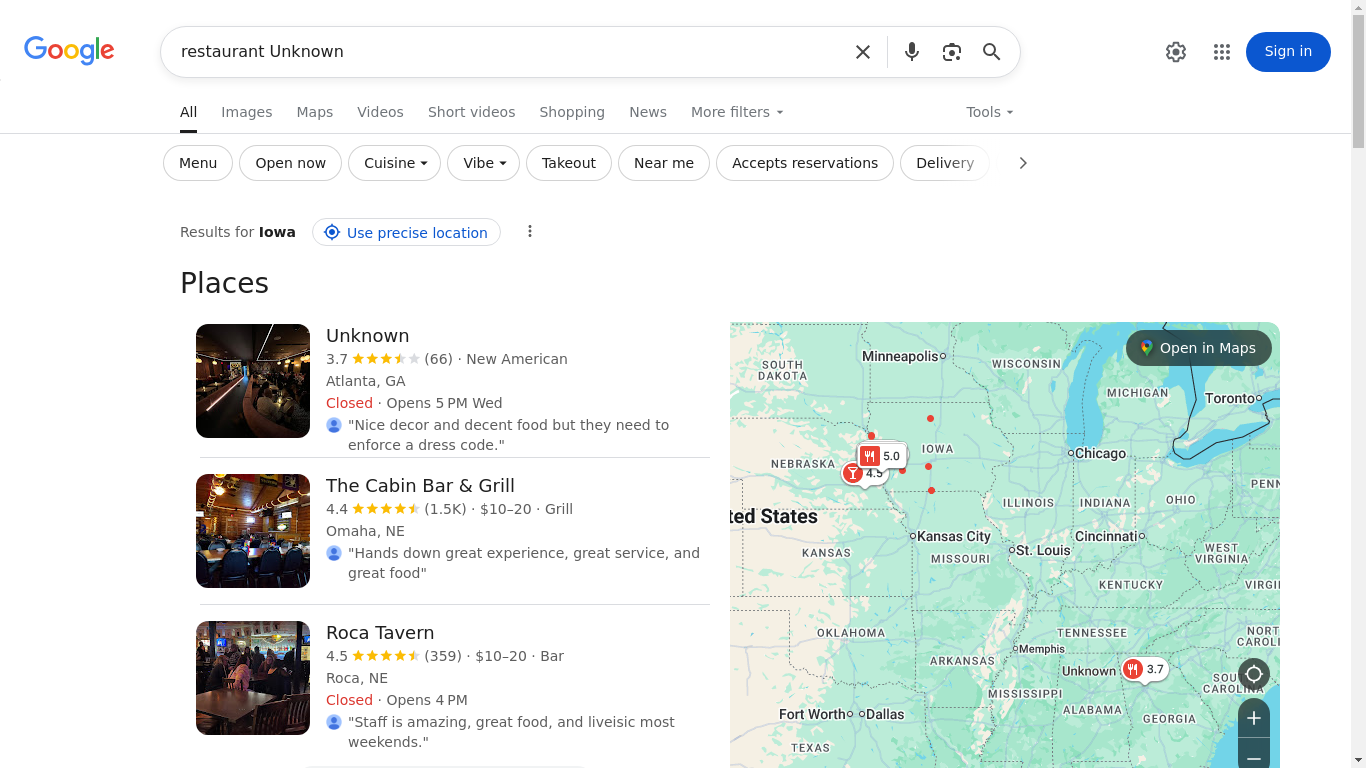 Google
restaurant Unknown
Sign in
All Images Maps Videos Short videos Shopping News More filters Tools
Menu Open now Cuisine Vibe Takeout Near me Accepts reservations Delivery
Results for Iowa Use precise location
Places
Unknown
3.7 (66) · New American
Atlanta, GA
Closed · Opens 5 PM Wed
"Nice decor and decent food but they need to
enforce a dress code."
The Cabin Bar & Grill
4.4 (1.5K) · $10–20 · Grill
Omaha, NE
"Hands down great experience, great service, and
great food"
Roca Tavern
4.5 (359) · $10–20 · Bar
Roca, NE
Closed · Opens 4 PM
"Staff is amazing, great food, and liveisic most
weekends."
Open in Maps
Minneapolis
WISCONSIN
SOUTH
DAKOTA
MICHIGAN
Toronto
IOWA
Chicago
5.0
NEBRASKA
4.5
PENN
ILLINOIS INDIANA OHIO
ted States
Kansas City
Cincinnati
St. Louis
KANSAS
MISSOURI
WEST
VIRGINIA
KENTUCKY
VIRGI
OKLAHOMA
TENNESSEE
NORT
CAROL
Memphis
ARKANSAS
Unknown 3.7
SOU
CAROL
MISSISSIPPI
ALABAMA
Fort Worth Dallas
GEORGIA
TEXAS